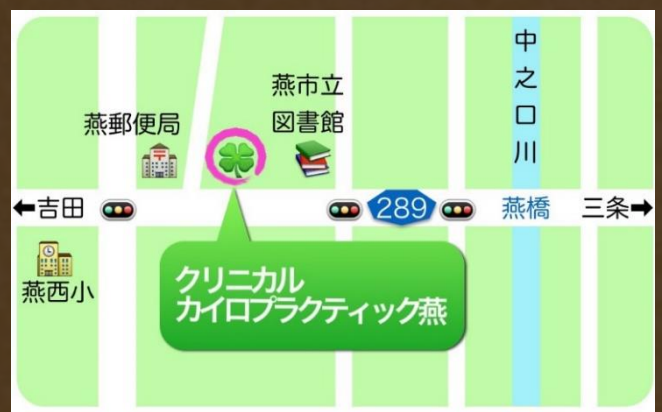 中之口川
燕市立
図書館
燕郵便局
〒
←吉田
289
燕橋
三条→
燕西小
クリニカル
カイロプラクティック燕